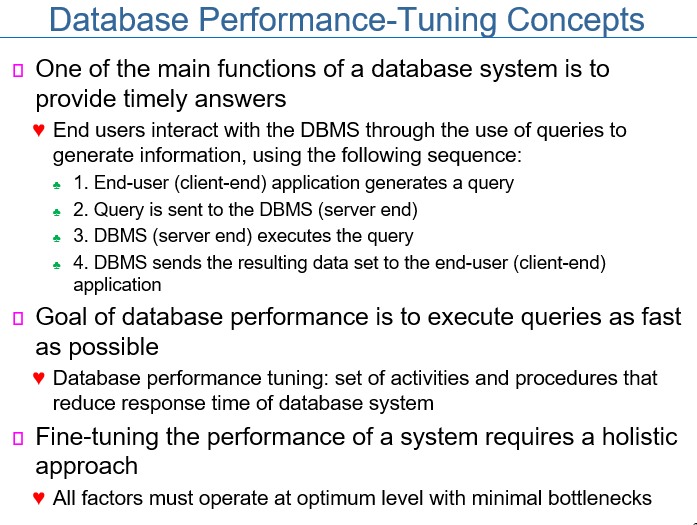 Database Performance-Tuning Concepts
One of the main functions of a database system is to
provide timely answers
End users interact with the DBMS through the use of queries to
generate information, using the following sequence:
1. End-user (client-end) application generates a query
2. Query is sent to the DBMS (server end)
3. DBMS (server end) executes the query
4. DBMS sends the resulting data set to the end-user (client-end)
application
Goal of database performance is to execute queries as fast
as possible
Database performance tuning: set of activities and procedures that
reduce response time of database system
Fine-tuning the performance of a system requires a holistic
approach
All factors must operate at optimum level with minimal bottlenecks